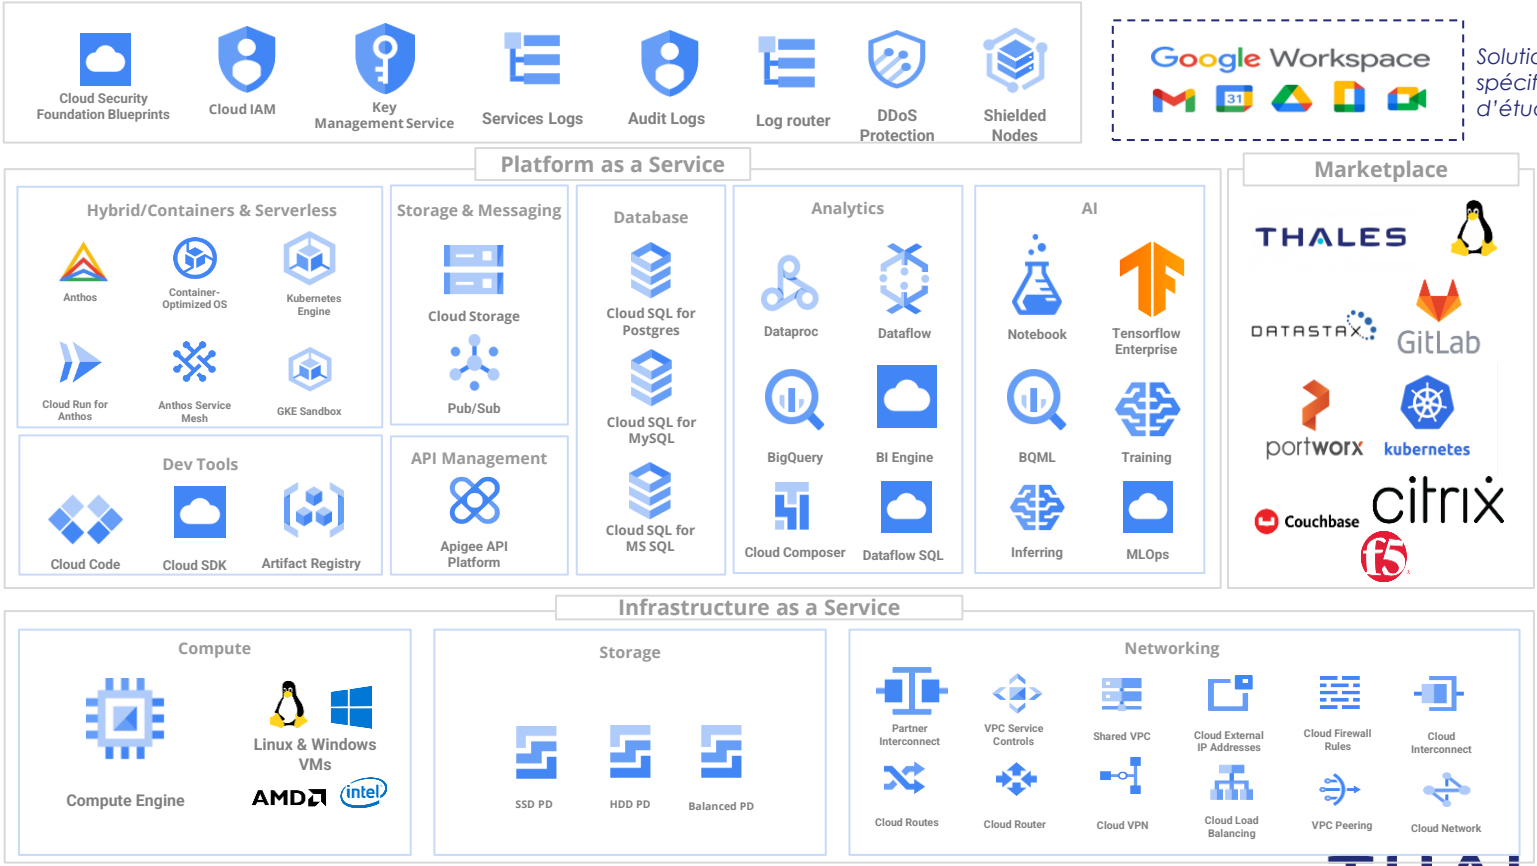 Cloud Security
Foundation Blueprints
Cloud IAM
Key
Management Service
Services Logs
Audit Logs
Log router
DDoS
Protection
Shielded
Nodes
Google Workspace
31
d'étu
Platform as a Service
Hybrid/Containers & Serverless
Anthos
Container-
Optimized OS
Kubernetes
Engine
Cloud Run for
Anthos
Anthos Service
Mesh
GKE Sandbox
Dev Tools
Cloud Code
Cloud SDK
Artifact Registry
Storage & Messaging
Cloud Storage
Pub/Sub
API Management
Apigee API
Platform
Database
Cloud SQL for
Postgres
Cloud SQL for
MySQL
Cloud SQL for
MS SQL
Analytics
Dataproc
Dataflow
BigQuery
BI Engine
Cloud Composer
Dataflow SQL
AI
Notebook
Tensorflow
Enterprise
BQML
Training
Inferring
MLOps
Marketplace
THALES
DATASTAX
GitLab
portworx
kubernetes
Couchbase
citrix
f5
Infrastructure as a Service
Compute
Compute Engine
Linux & Windows
VMs
AMD
intel
Storage
SSD PD
HDD PD
Balanced PD
Networking
Partner
Interconnect
VPC Service
Controls
Shared VPC
Cloud External
IP Addresses
Cloud Firewall
Rules
Cloud
Interconnect
Cloud Routes
Cloud Router
Cloud VPN
Cloud Load
Balancing
VPC Peering
Cloud Network